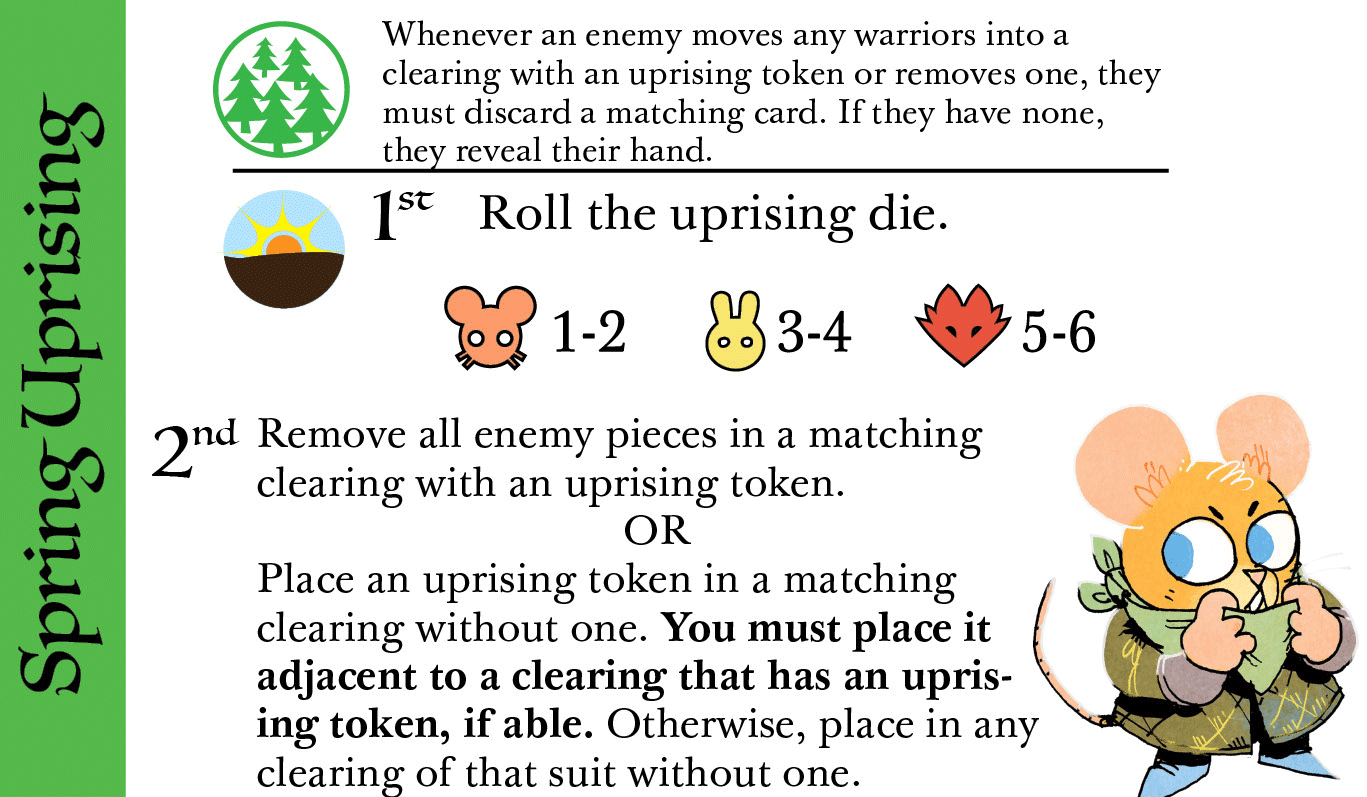 Spring Uprising
Whenever an enemy moves any warriors into a
clearing with an uprising token or removes one, they
must discard a matching card. If they have none,
they reveal their hand.
1st Roll the uprising die.
1-2 3-4 5-6
2nd Remove all enemy pieces in a matching
clearing with an uprising token.
OR
Place an uprising token in a matching
clearing without one. You must place it
adjacent to a clearing that has an upris-
ing token, if able. Otherwise, place in any
clearing of that suit without one.